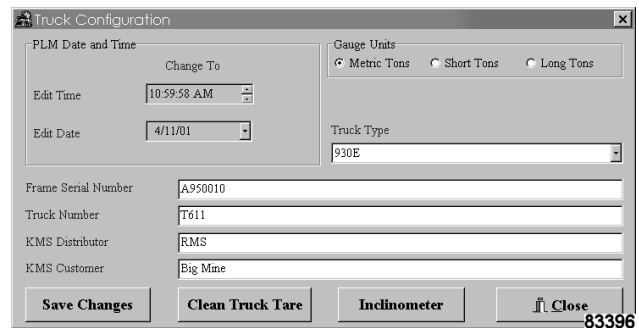 Truck Configuration
PLM Date and Time
Change To
Edit Time
10:59:58 AM
Edit Date
4/11/01
Gauge Units
Metric Tons Short Tons Long Tons
Truck Type
930E
Frame Serial Number A950010
Truck Number T611
KMS Distributor RMS
KMS Customer Big Mine
Save Changes Clean Truck Tare Inclinometer Close
83396